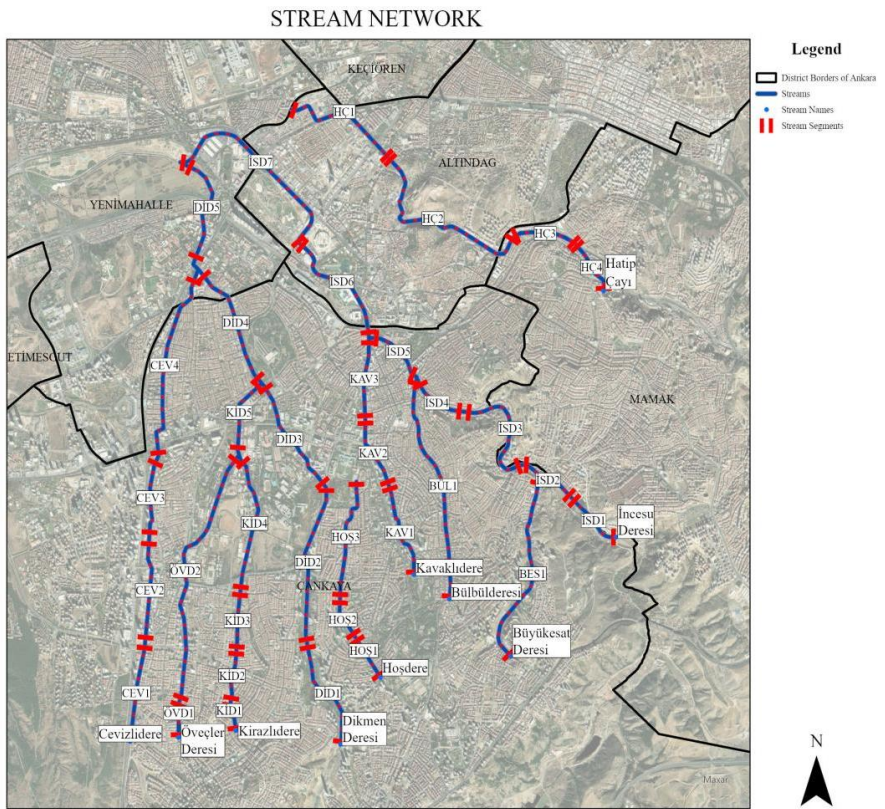 STREAM NETWORK
Legend
District Borders of Ankara
Streams
Stream Names
Stream Segments
KEÇİÖREN
HÇ1
ALTINDAG
İSD7
YENİMAHALLE
DİD5
HÇ2
HÇ3
HÇ4
Hatip
Çayı
İSD6
DİD4
ETİMESGUT
CEV4
İSD5
KAV3
İSD4
MAMAK
KİD5
DİD3
İSD3
KAV2
BÜL1
İSD2
CEV3
İSD1
İncesu
Deresi
KİD4
HOŞ3
KAV1
DİD2
ÖVD2
Kavaklıdere
BES1
ÇANKAYA
CEV2
Bülbülderesi
KİD3
HOŞ2
Büyükesat
Deresi
HOŞ1
Hoşdere
KİD2
CEV1
DİD1
ÖVD1
KİD1
Cevizlidere
Öveçler
Deresi
Kirazlıdere
Dikmen
Deresi
N
Maxar